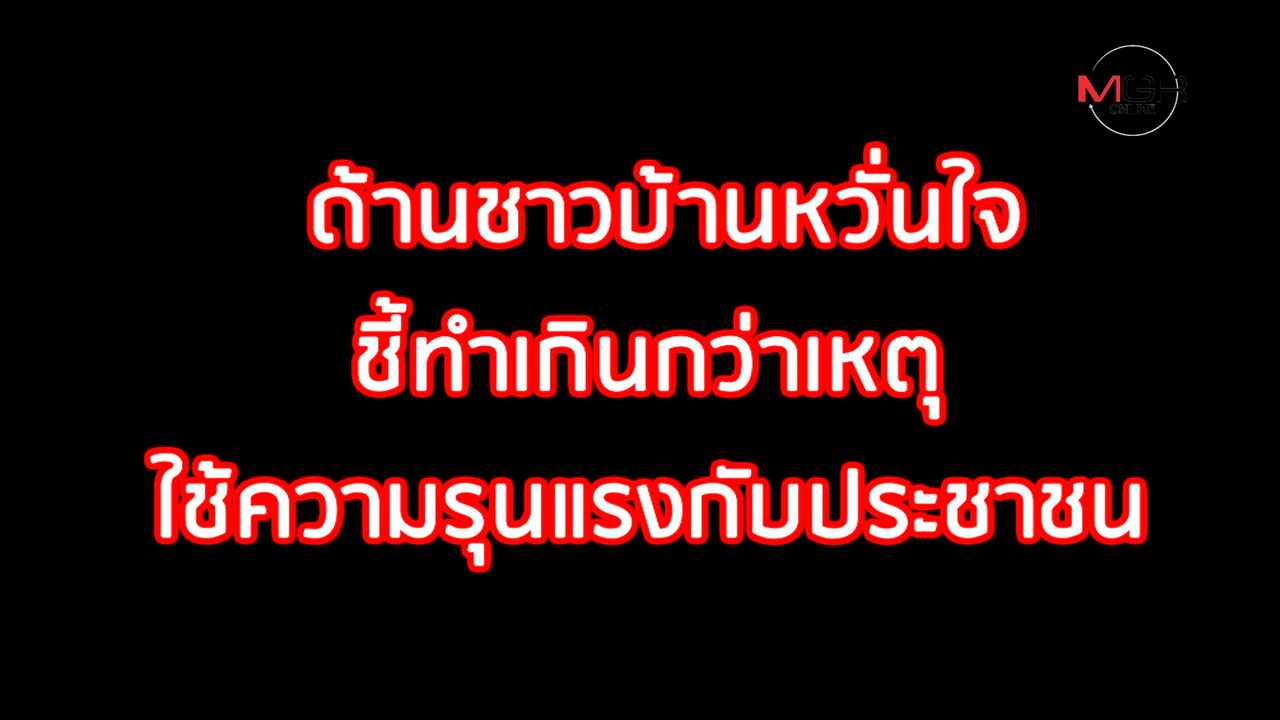 MGR
ONLINE
ด้านชาวบ้านหวั่นใจ
ชี้ทำเกินกว่าเหตุ
ใช้ความรุนแรงกับประชาชน